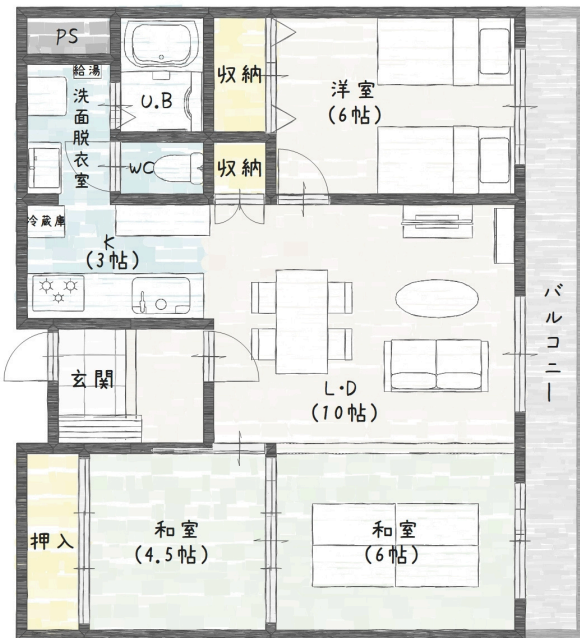 PS
給湯
洗面脱衣室
U.B
WC
収納
収納
洋室
(6帖)
冷蔵庫
K
(3帖)
玄関
L・D
(10帖)
バルコニー
押入
和室
(4.5帖)
和室
(6帖)